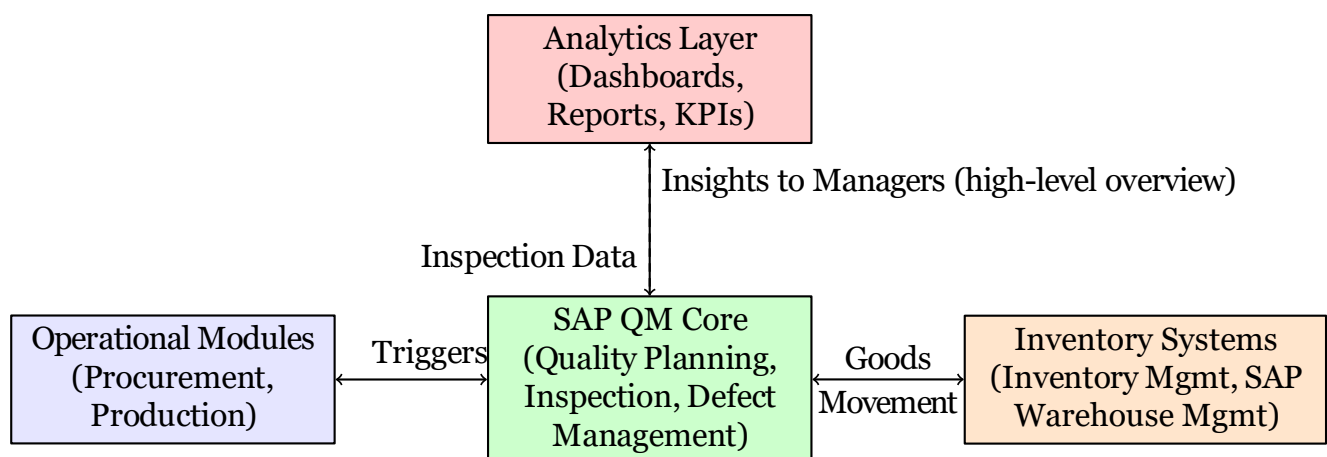 Analytics Layer
(Dashboards,
Reports, KPIs)
Insights to Managers (high-level overview)
Inspection Data
Operational Modules
(Procurement,
Production)
Triggers
SAP QM Core
(Quality Planning,
Inspection, Defect
Management)
Goods
Movement
Inventory Systems
(Inventory Mgmt, SAP
Warehouse Mgmt)